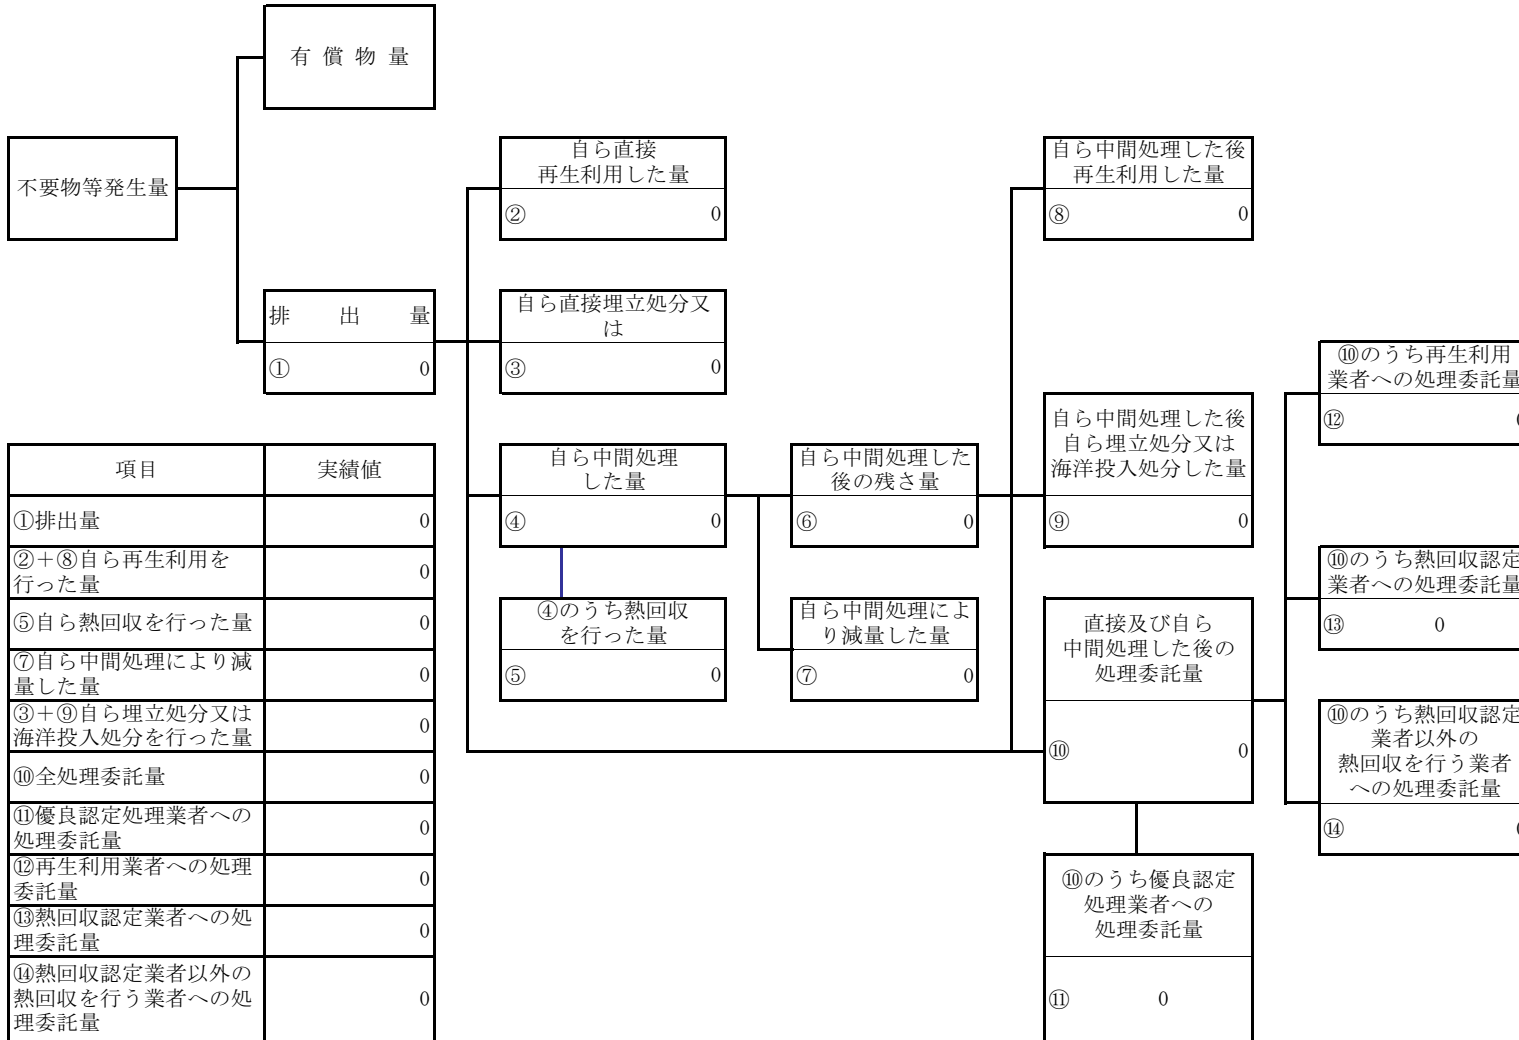 有償物量
不要物等発生量
自ら直接
再生利用した量
② 0
自ら中間処理した後
再生利用した量
⑧ 0
排出量
① 0
自ら直接埋立処分又
は
③ 0
⑩のうち再生利用
業者への処理委託量
⑫
自ら中間処理した後
自ら埋立処分又は
海洋投入処分した量
⑨ 0
自ら中間処理
した量
④ 0
自ら中間処理した
後の残さ量
⑥ 0
④のうち熱回収
を行った量
⑤ 0
自ら中間処理によ
り減量した量
⑦ 0
直接及び自ら
中間処理した後の
処理委託量
⑩ 0
⑩のうち熱回収認定
業者への処理委託量
⑬ 0
⑩のうち熱回収認定
業者以外の
熱回収を行う業者
への処理委託量
⑭
⑩のうち優良認定
処理業者への
処理委託量
⑪ 0
項目 実績値
①排出量 0
②＋⑧自ら再生利用を
行った量 0
⑤自ら熱回収を行った量 0
⑦自ら中間処理により減
量した量 0
③＋⑨自ら埋立処分又は
海洋投入処分を行った量 0
⑩全処理委託量 0
⑪優良認定処理業者への
処理委託量 0
⑫再生利用業者への処理
委託量 0
⑬熱回収認定業者への処
理委託量 0
⑭熱回収認定業者以外の
熱回収を行う業者への処 0
理委託量